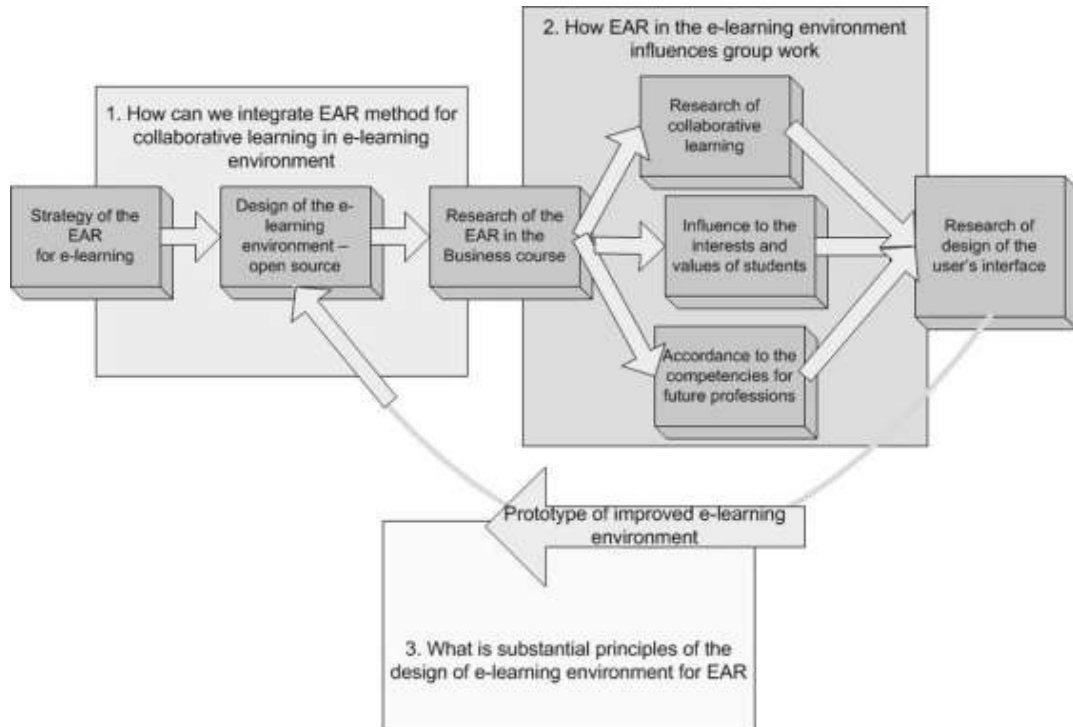 2. How EAR in the e-learning environment
influences group work
1. How can we integrate EAR method for
collaborative learning in e-learning
environment
Research of
collaborative
learning
Strategy of the
EAR
for e-learning
Design of the e-
learning
environment –
open source
Research of the
EAR in the
Business course
Influence to the
interests and
values of students
Research of
design of the
user's interface
Accordance to the
competencies for
future professions
Prototype of improved e-learning
environment
3. What is substantial principles of the
design of e-learning environment for EAR